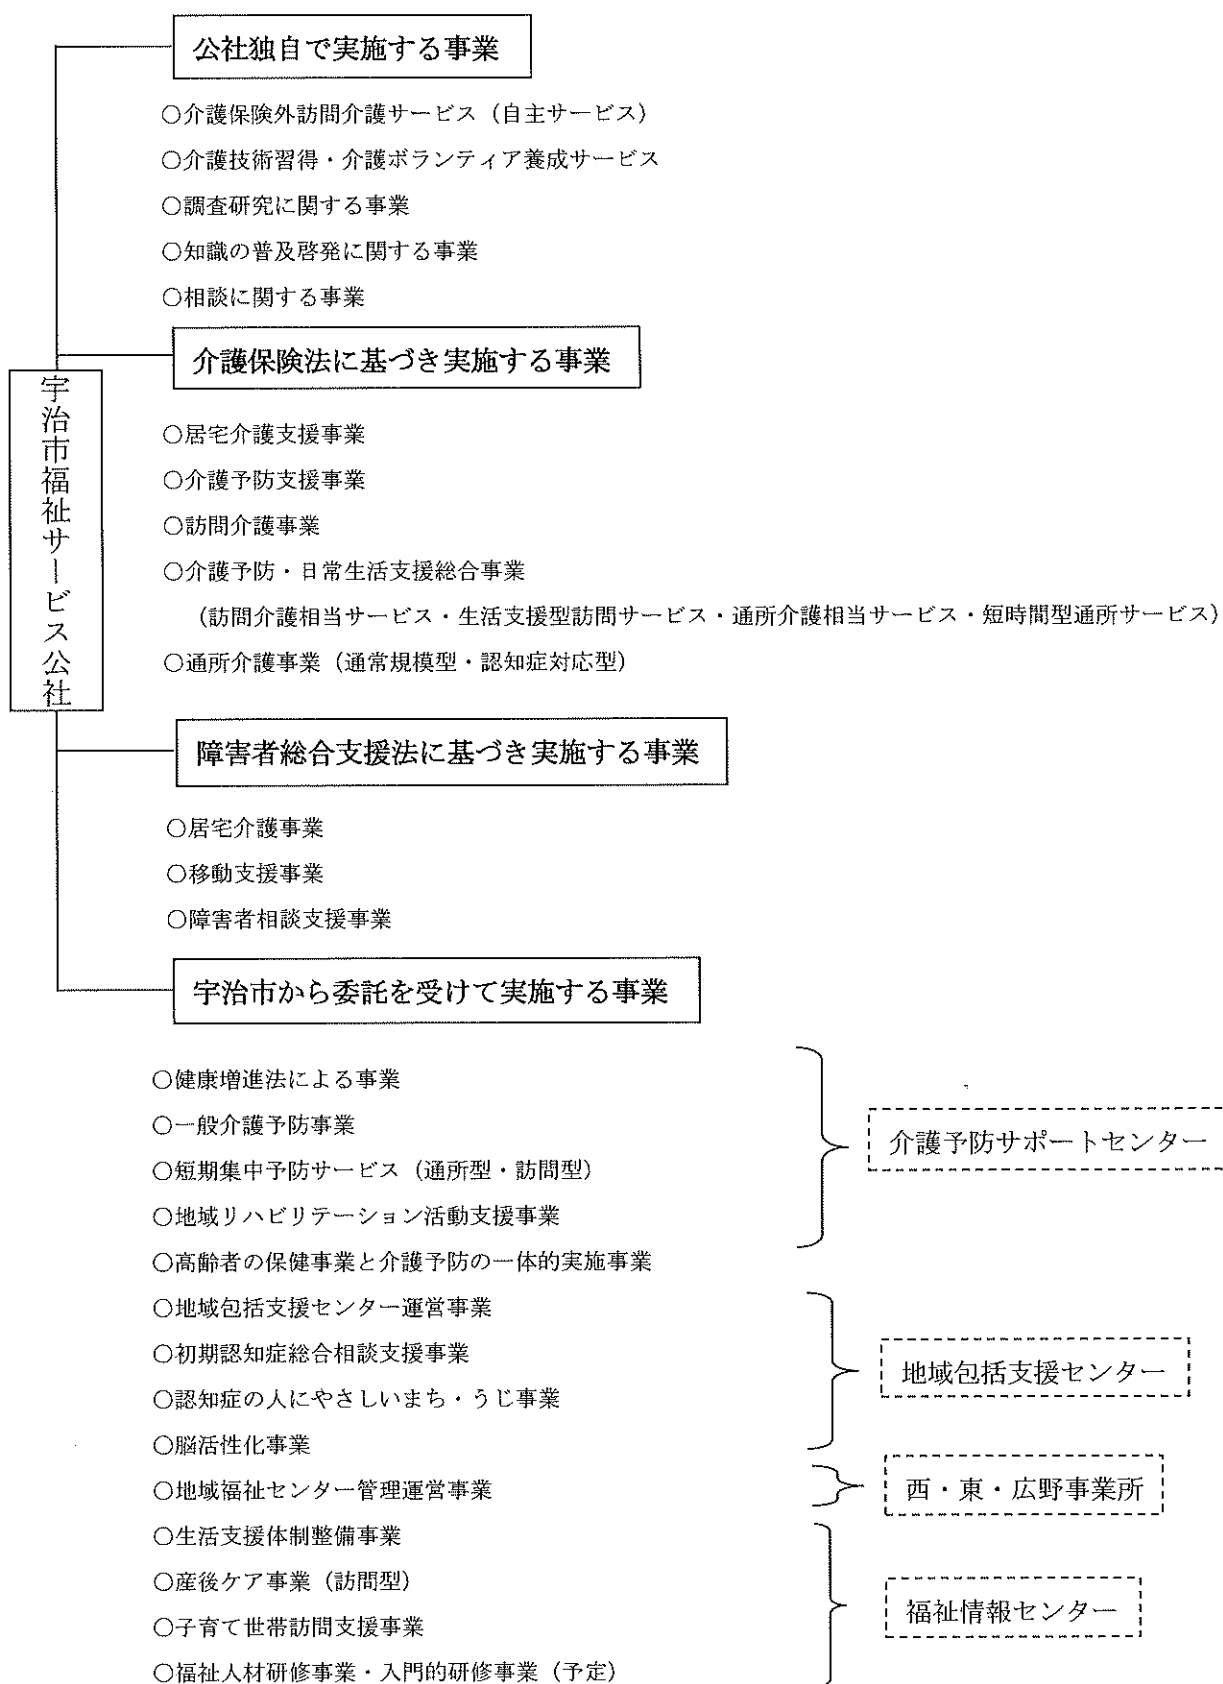 公社独自で実施する事業
○介護保険外訪問介護サービス（自主サービス）
○介護技術習得・介護ボランティア養成サービス
○調査研究に関する事業
○知識の普及啓発に関する事業
○相談に関する事業
介護保険法に基づき実施する事業
宇治市福祉サービス公社
○居宅介護支援事業
○介護予防支援事業
○訪問介護事業
○介護予防・日常生活支援総合事業
（訪問介護相当サービス・生活支援型訪問サービス・通所介護相当サービス・短時間型通所サービス）
○通所介護事業（通常規模型・認知症対応型）
障害者総合支援法に基づき実施する事業
○居宅介護事業
○移動支援事業
○障害者相談支援事業
宇治市から委託を受けて実施する事業
○健康増進法による事業
○一般介護予防事業
○短期集中予防サービス（通所型・訪問型）
○地域リハビリテーション活動支援事業
○高齢者の保健事業と介護予防の一体的実施事業
介護予防サポートセンター
○地域包括支援センター運営事業
○初期認知症総合相談支援事業
○認知症の人にやさしいまち・うじ事業
○脳活性化事業
地域包括支援センター
○地域福祉センター管理運営事業
西・東・広野事業所
○生活支援体制整備事業
○産後ケア事業（訪問型）
○子育て世帯訪問支援事業
○福祉人材研修事業・入門的研修事業（予定）
福祉情報センター